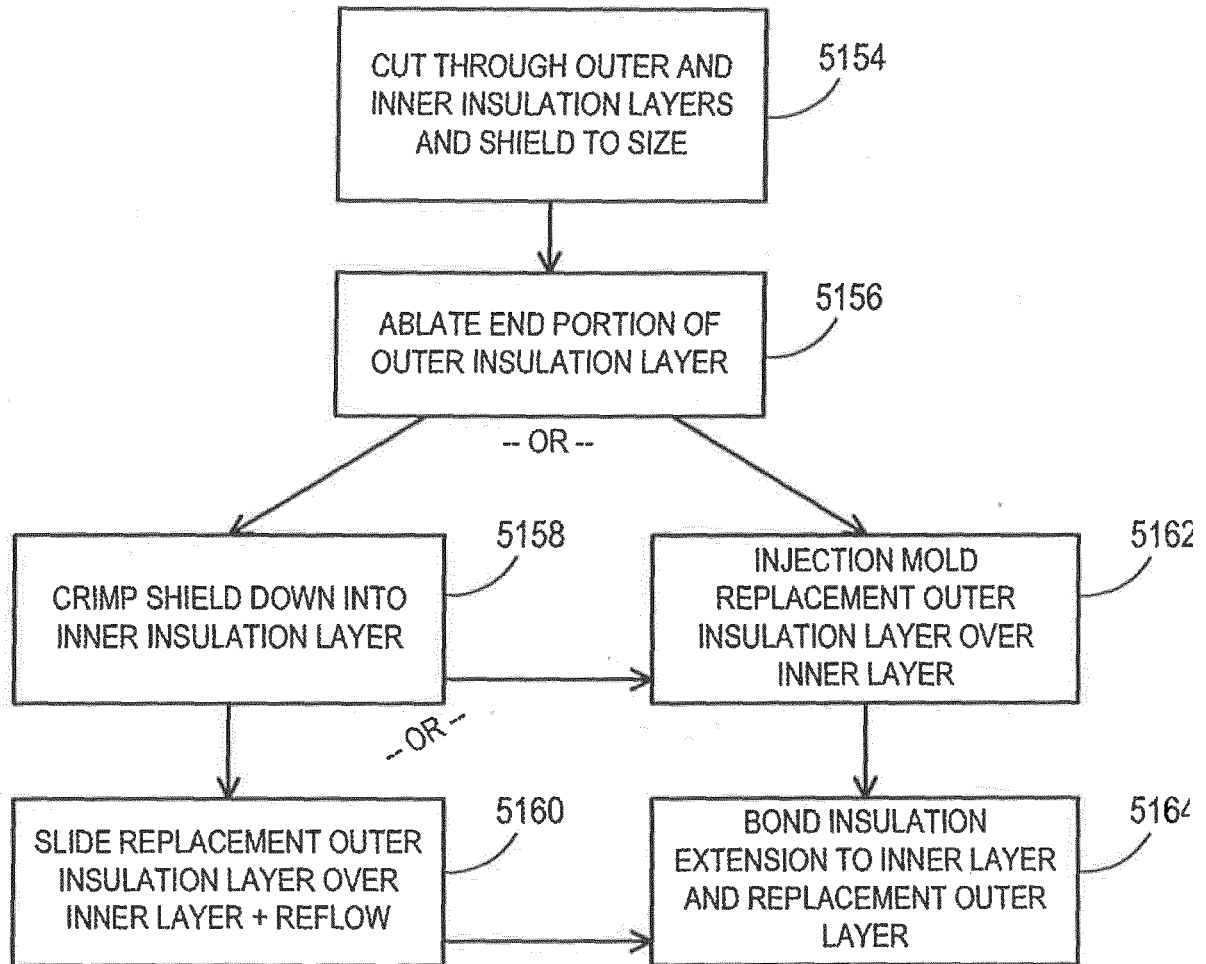 CUT THROUGH OUTER AND
INNER INSULATION LAYERS
AND SHIELD TO SIZE
5154
ABLATE END PORTION OF
OUTER INSULATION LAYER
5156
-- OR --
CRIMP SHIELD DOWN INTO
INNER INSULATION LAYER
5158
INJECTION MOLD
REPLACEMENT OUTER
INSULATION LAYER OVER
INNER LAYER
5162
-- OR --
SLIDE REPLACEMENT OUTER
INSULATION LAYER OVER
INNER LAYER + REFLOW
5160
BOND INSULATION
EXTENSION TO INNER LAYER
AND REPLACEMENT OUTER
LAYER
5164